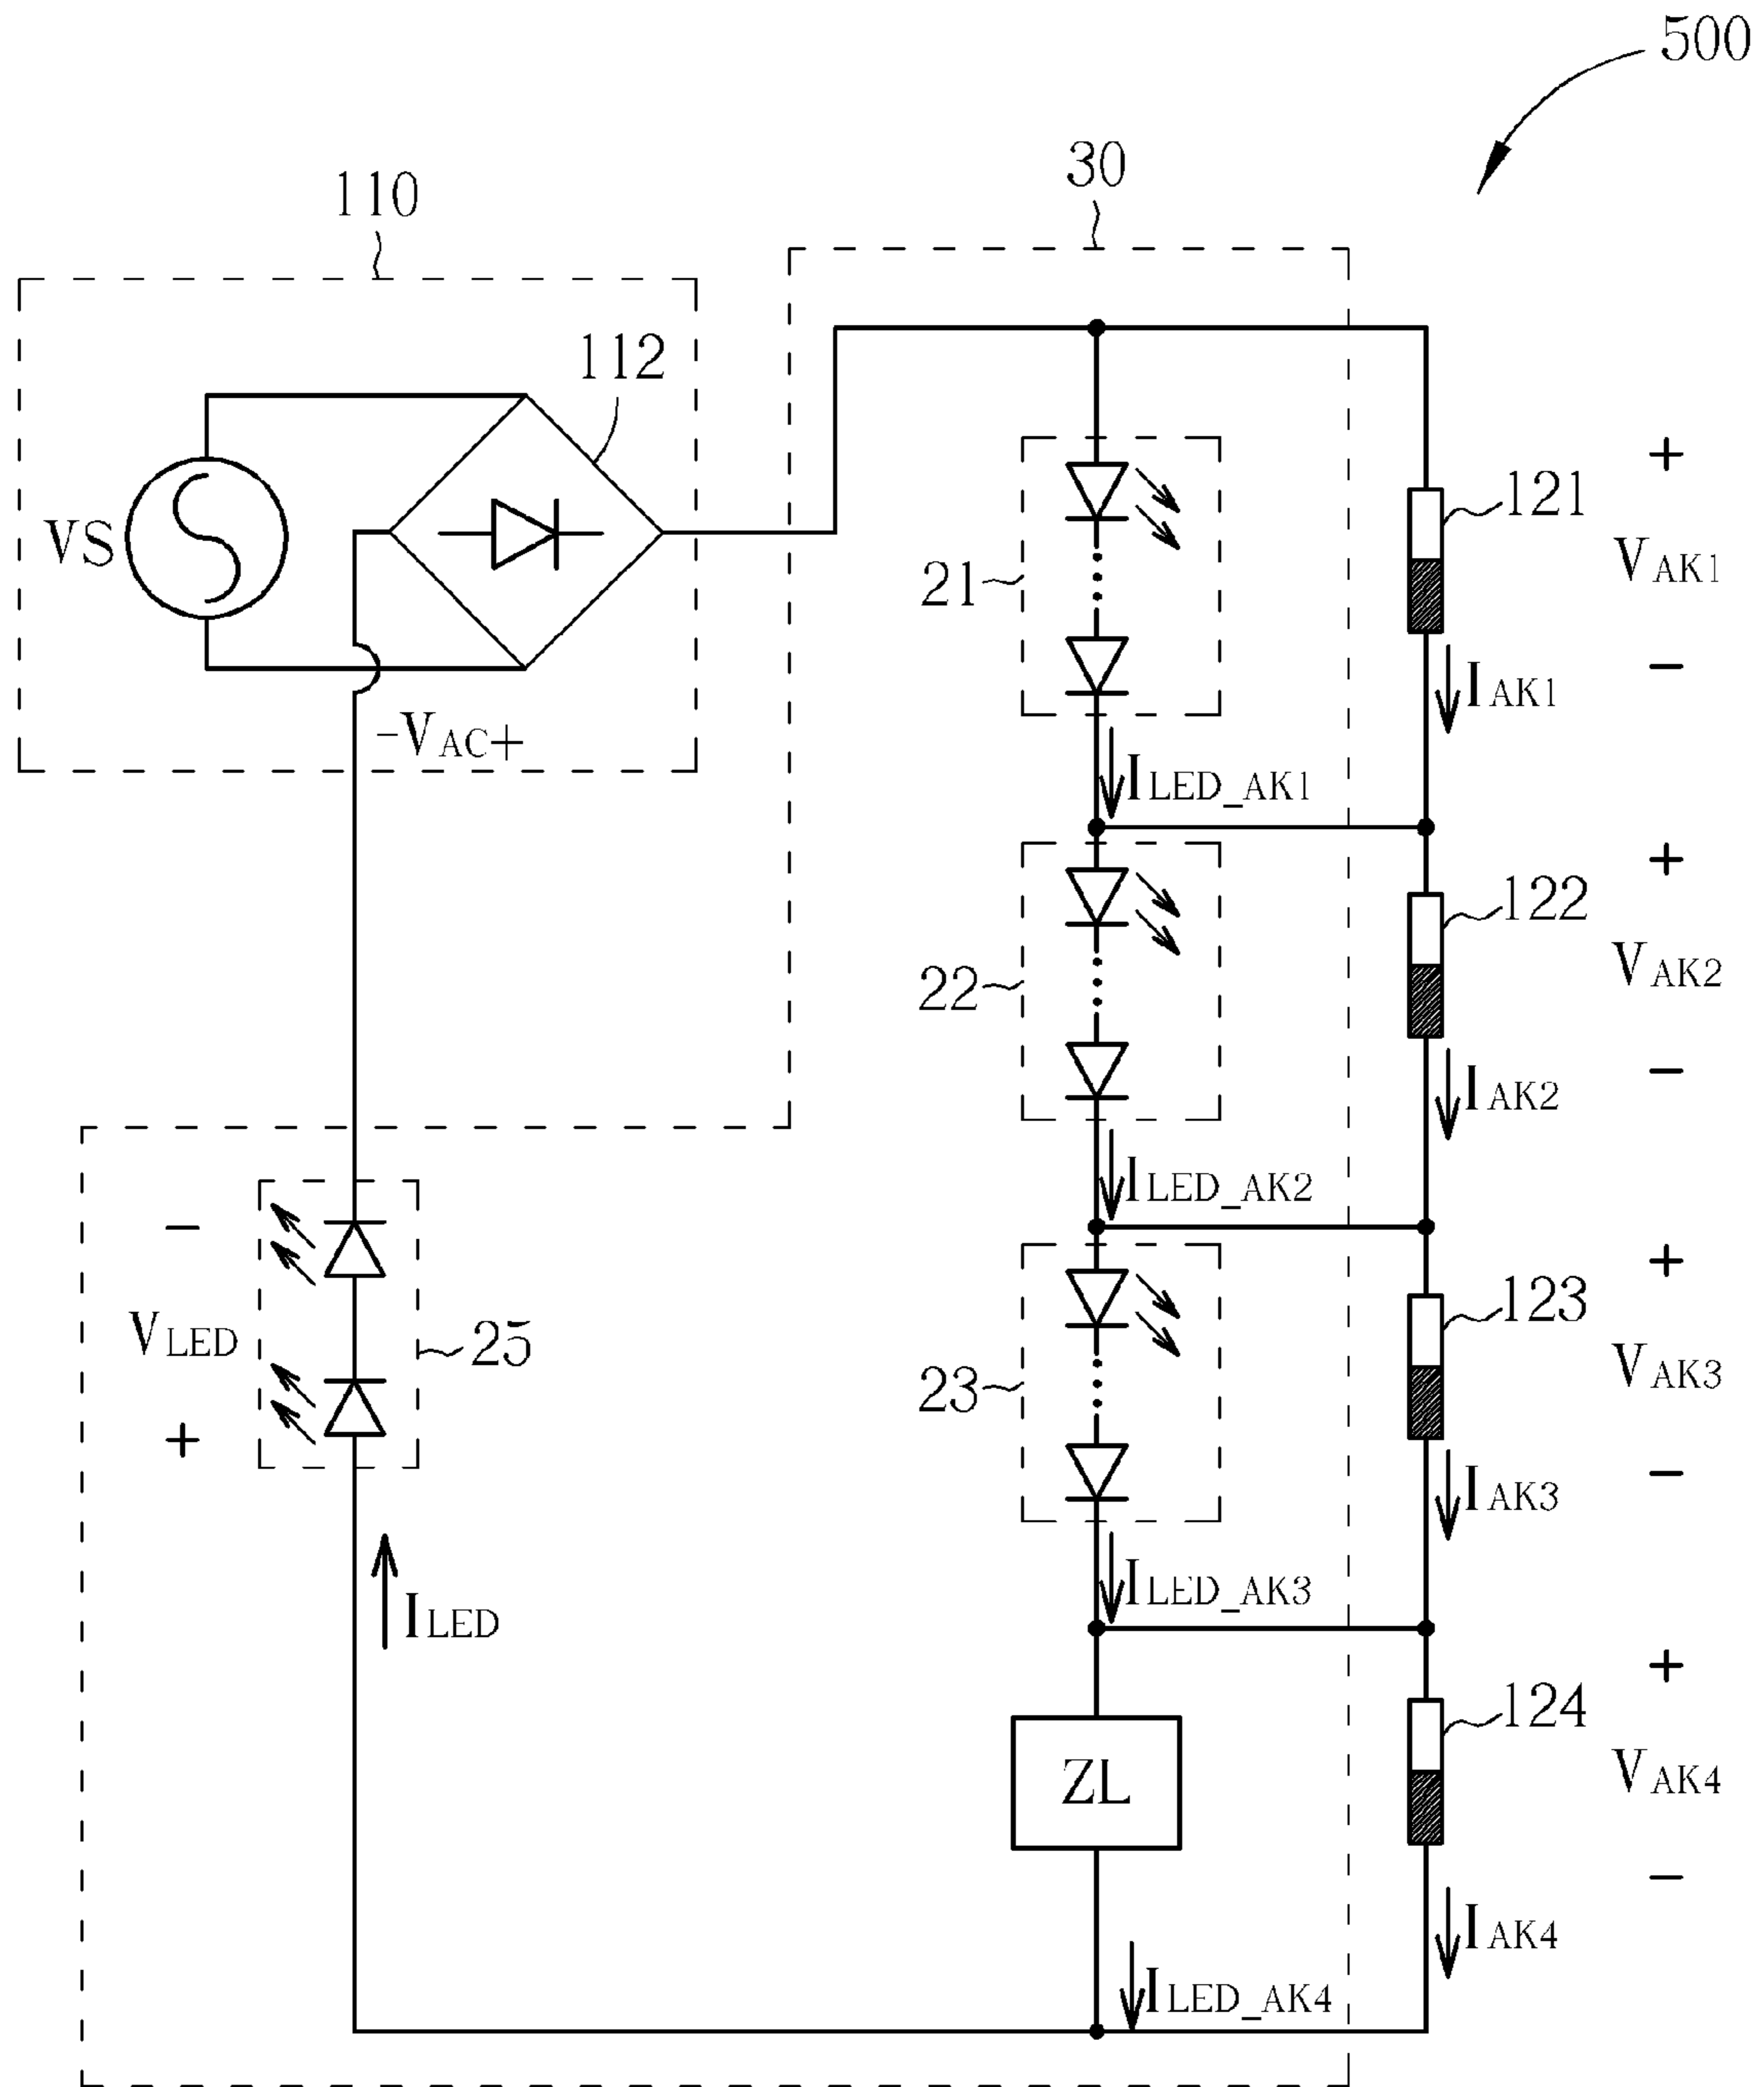 500
30
110
112
VS
-VAC+
21
121
+
VAK1
-
IAK1
ILED_AK1
22
122
+
VAK2
-
IAK2
ILED_AK2
-
VLED
+
25
23
123
+
VAK3
-
IAK3
ILED_AK3
ILED
ZL
124
+
VAK4
-
IAK4
ILED_AK4